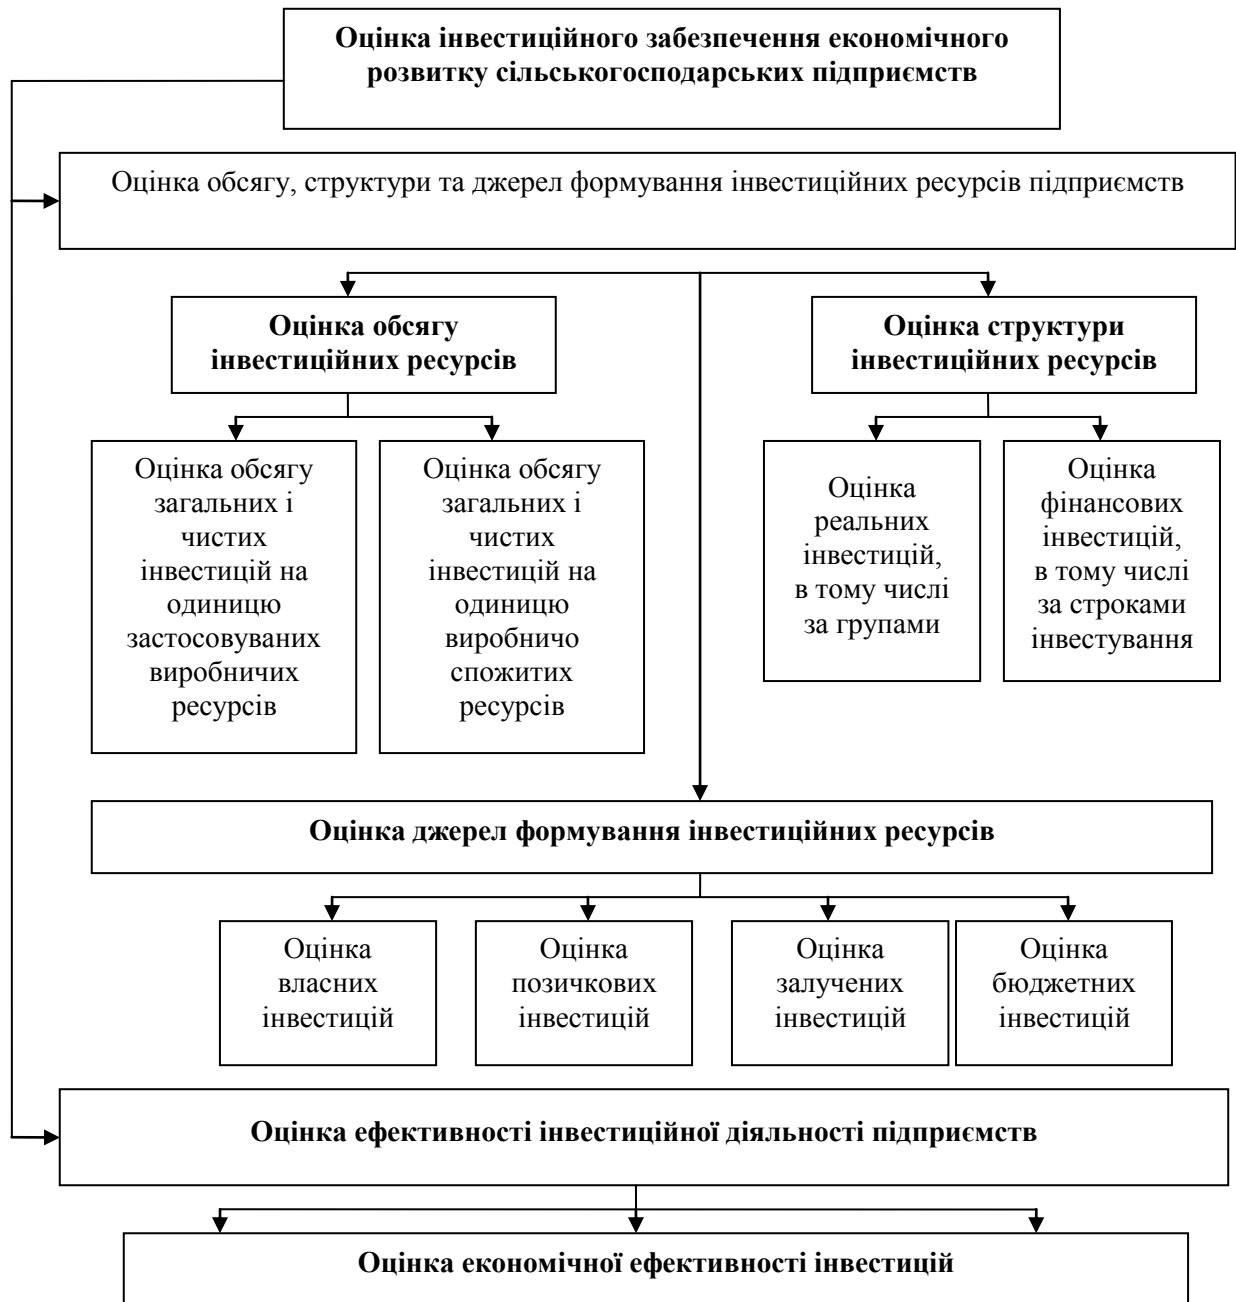 Оцінка інвестиційного забезпечення економічного
розвитку сільськогосподарських підприємств
Оцінка обсягу, структури та джерел формування інвестиційних ресурсів підприємств
Оцінка обсягу
інвестиційних ресурсів
Оцінка структури
інвестиційних ресурсів
Оцінка обсягу
загальних і
чистих
інвестицій на
одиницю
застосовуваних
виробничих
ресурсів
Оцінка обсягу
загальних і
чистих
інвестицій на
одиницю
виробничо
спожитих
ресурсів
Оцінка
реальних
інвестицій,
в тому числі
за групами
Оцінка
фінансових
інвестицій,
в тому числі
за строками
інвестування
Оцінка джерел формування інвестиційних ресурсів
Оцінка
власних
інвестицій
Оцінка
позичкових
інвестицій
Оцінка
залучених
інвестицій
Оцінка
бюджетних
інвестицій
Оцінка ефективності інвестиційної діяльності підприємств
Оцінка економічної ефективності інвестицій